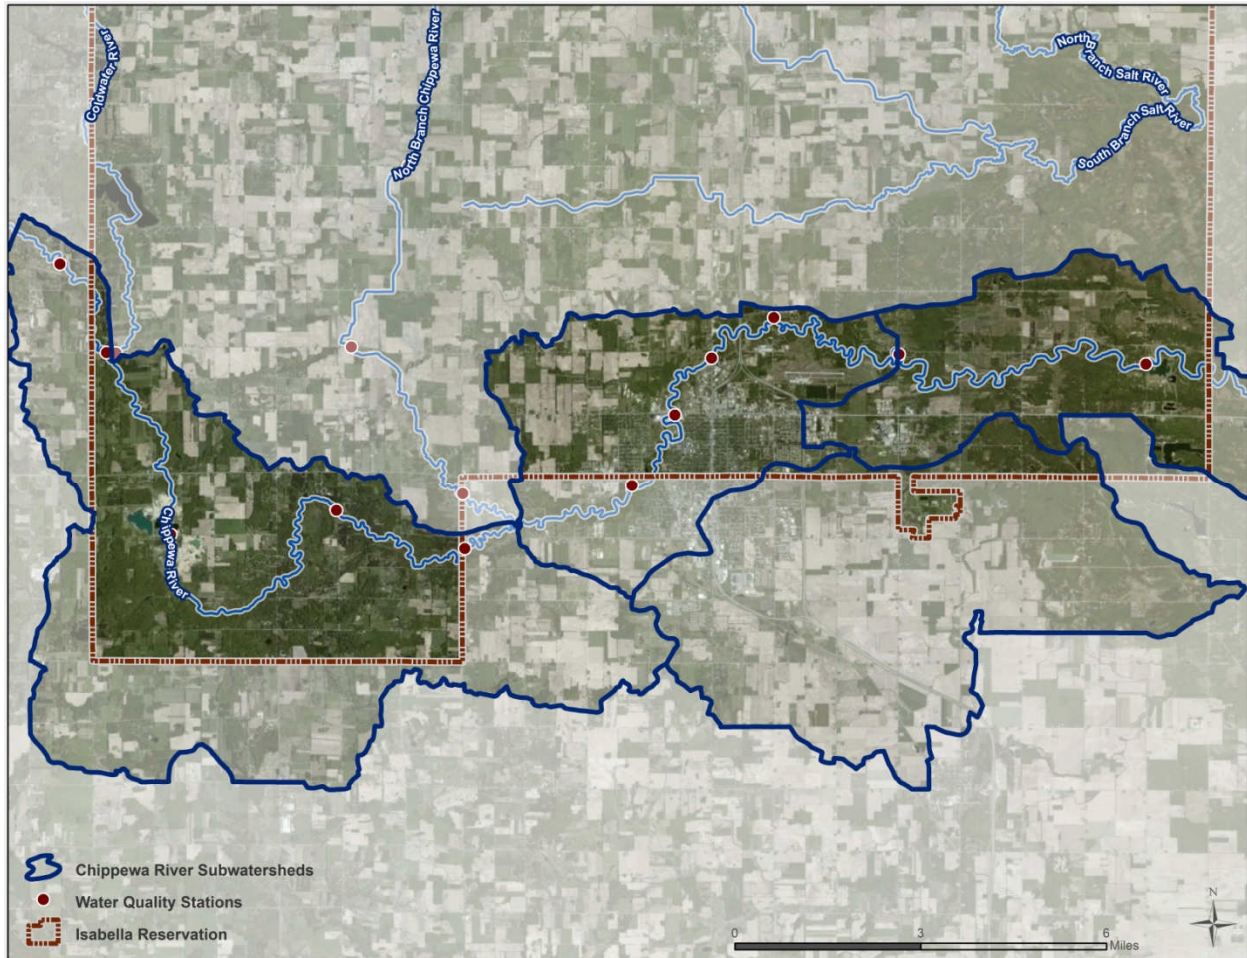 Coldwater River
North Branch Chippewa River
North Branch Salt River
South Branch Salt River
Chippewa River
Chippewa River Subwatersheds
Water Quality Stations
Isabella Reservation
N
0 3 6
Miles